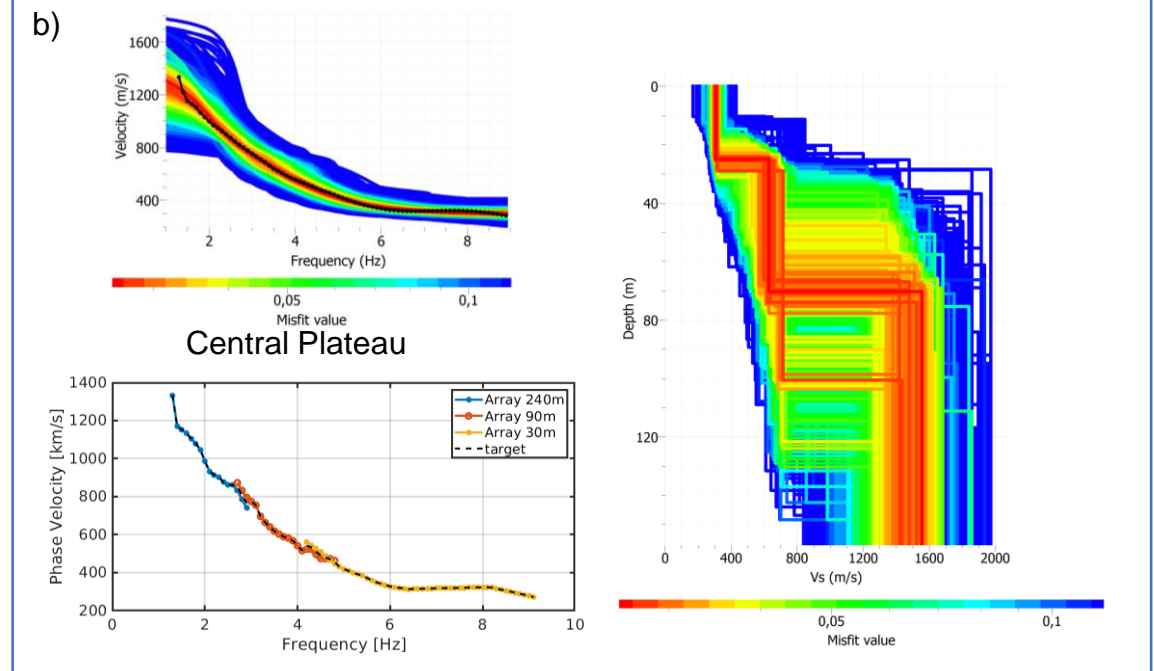 b)
1600
1200
800
400
Velocity (m/s)
2 4 6 8
Frequency (Hz)
0,05 0,1
Misfit value
Central Plateau
1400
1200
1000
800
600
400
200
Phase Velocity [km/s]
Array 240m
Array 90m
Array 30m
target
0 2 4 6 8 10
Frequency [Hz]
0
40
80
120
Depth (m)
0 400 800 1200 1600 2000
Vs (m/s)
0,05 0,1
Misfit value